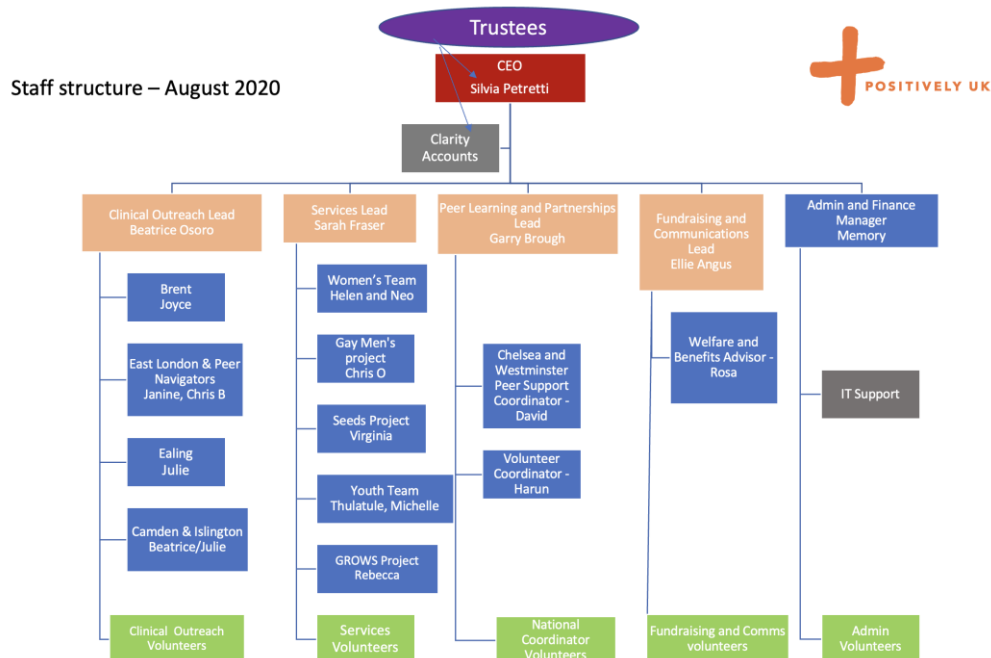 Trustees
CEO
Silvia Petretti
Staff structure – August 2020
POSITIVELY UK
Clarity
Accounts
Clinical Outreach Lead
Beatrice Osoro
Services Lead
Sarah Fraser
Peer Learning and Partnerships
Lead
Garry Brough
Fundraising and
Communications
Lead
Ellie Angus
Admin and Finance
Manager
Memory
Brent
Joyce
East London & Peer
Navigators
Janine, Chris B
Ealing
Julie
Camden & Islington
Beatrice/Julie
Women's Team
Helen and Neo
Gay Men's
project
Chris O
Seeds Project
Virginia
Youth Team
Thulatule, Michelle
GROWS Project
Rebecca
Chelsea and
Westminster
Peer Support
Coordinator -
David
Volunteer
Coordinator -
Harun
Welfare and
Benefits Advisor -
Rosa
IT Support
Clinical Outreach
Volunteers
Services
Volunteers
National
Coordinator
Volunteers
Fundraising and Comms
volunteers
Admin
Volunteers